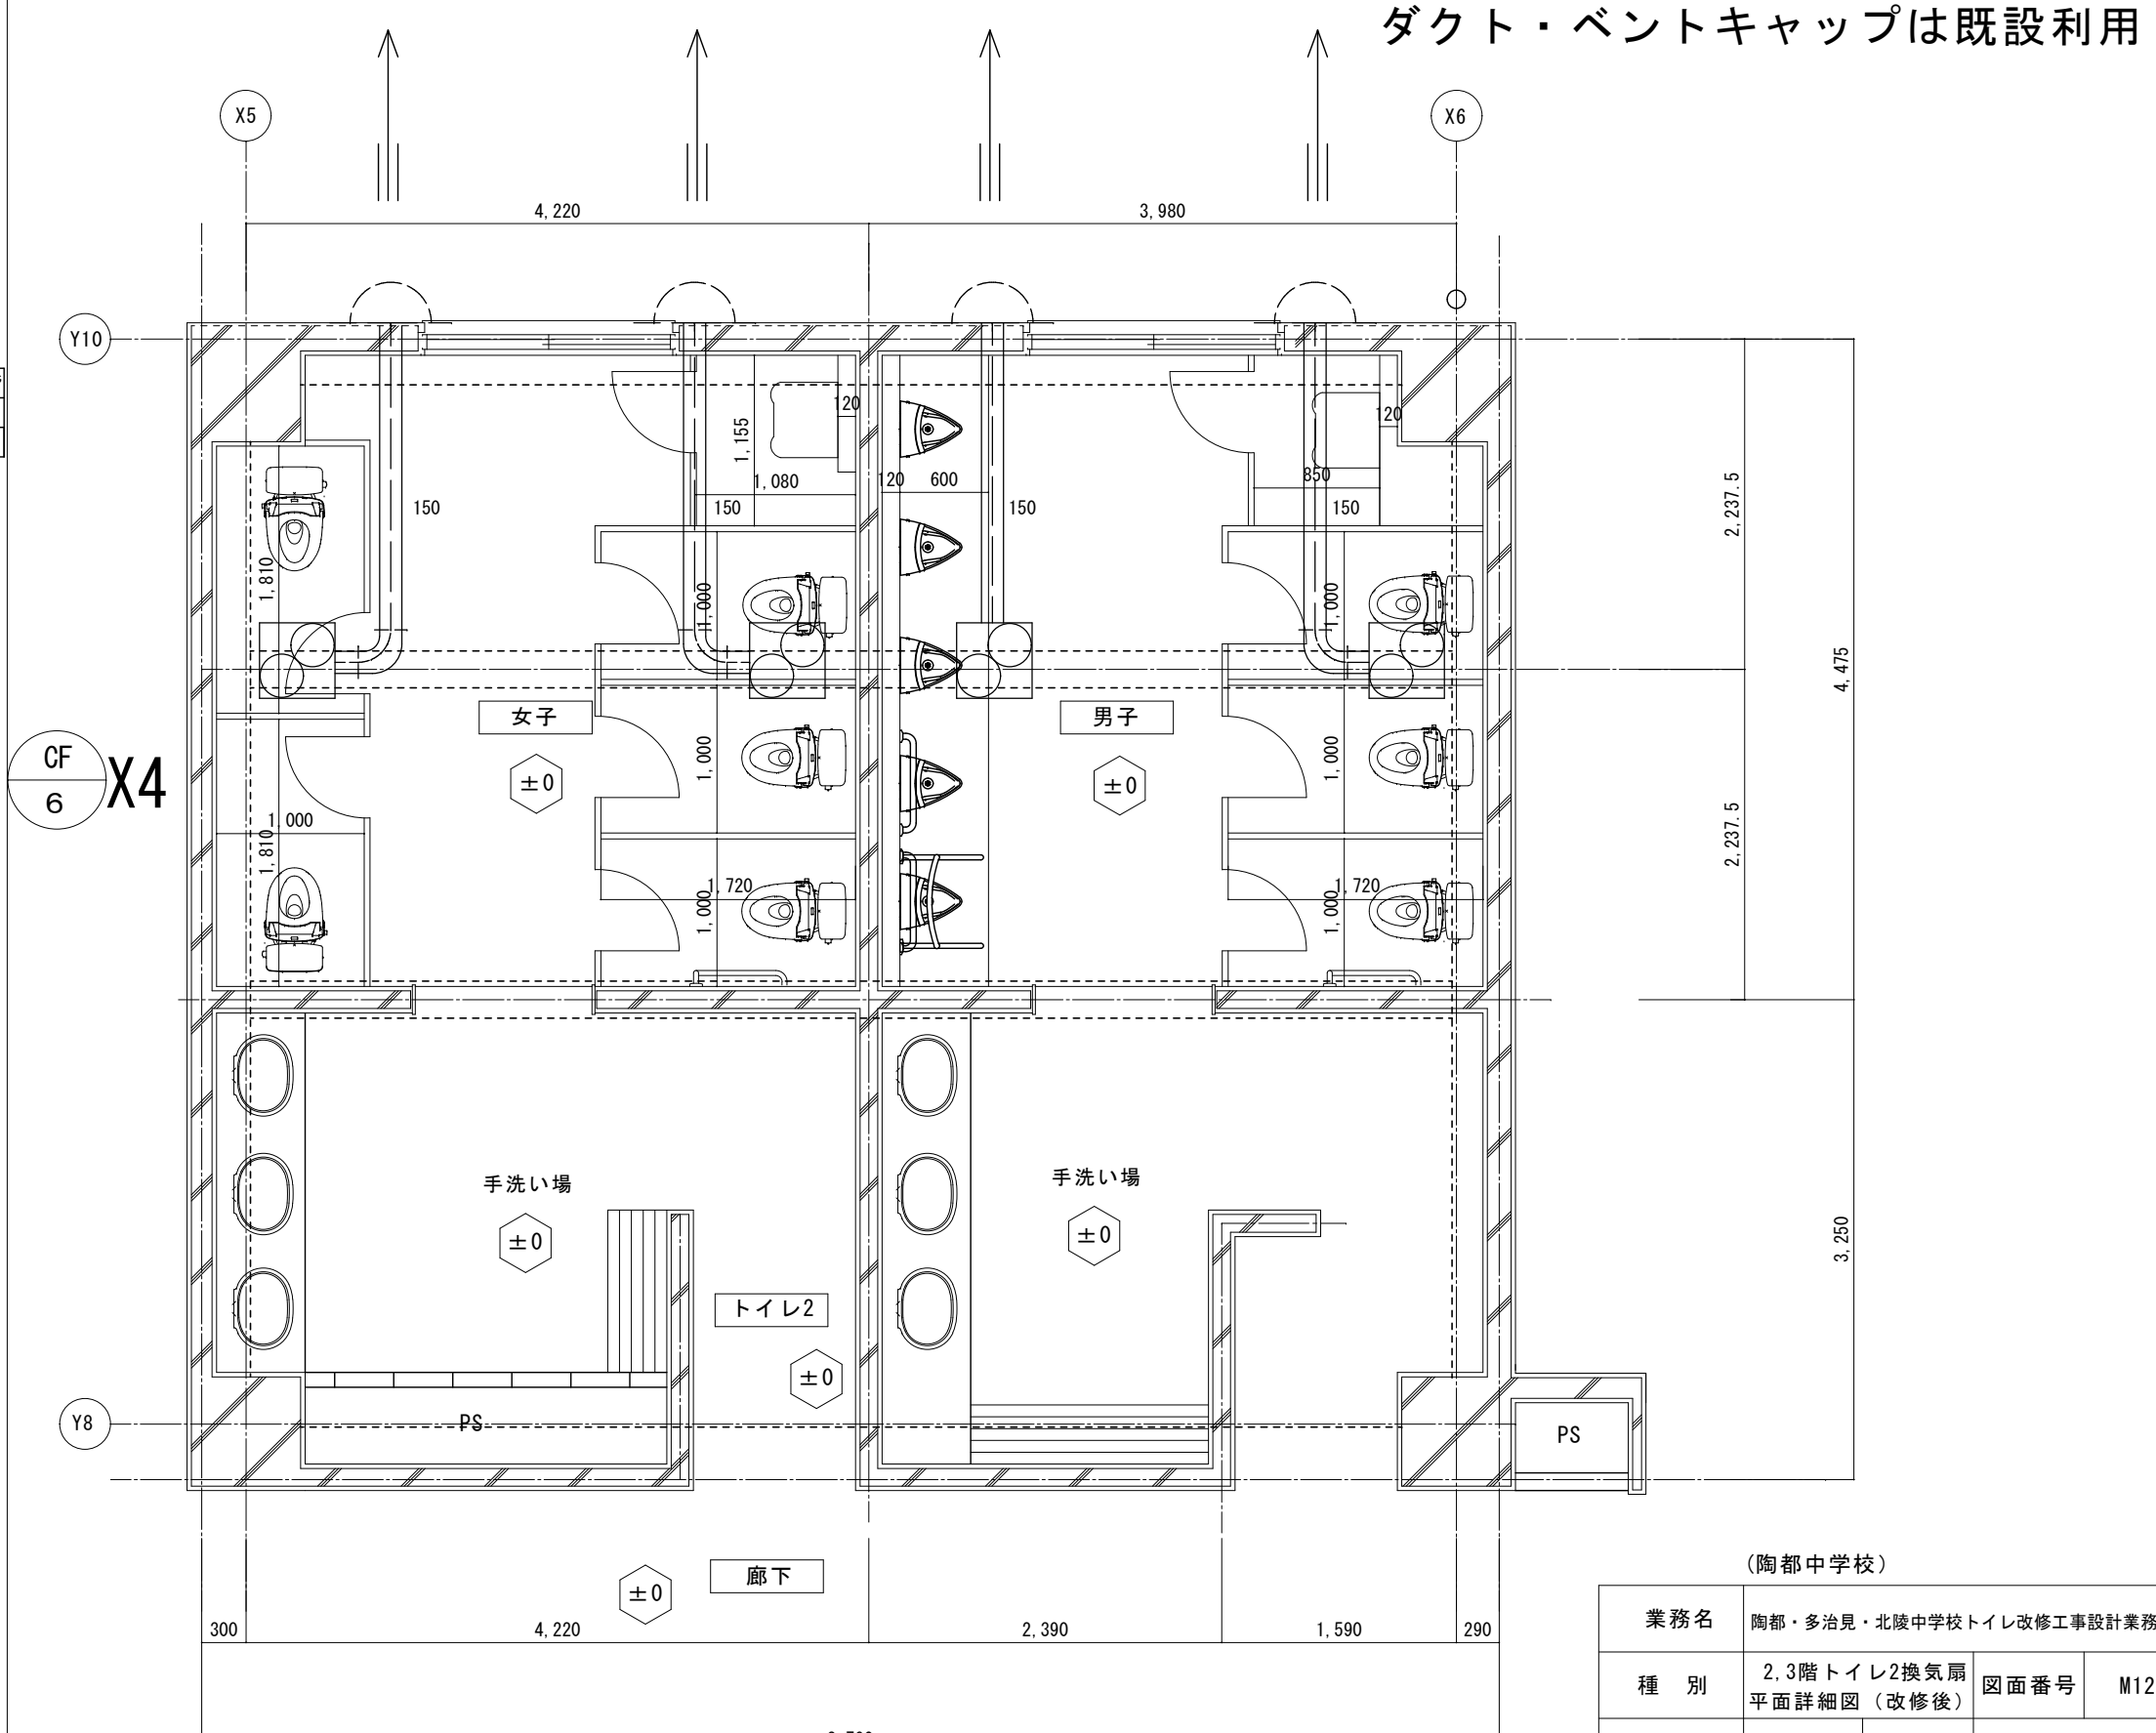 ダクト・ベントキャップは既設利用
X5
X6
4,220
3,980
Y10
120
120
1,155
1,080
120
600
850
150
150
150
150
2,237.5
1,810
1,000
1,000
4,475
女子
男子
CF
6
X4
±0
±0
1,000
1,000
1,000
1,810
2,237.5
1,720
1,720
1,000
1,000
手洗い場
手洗い場
±0
±0
3,250
トイレ2
±0
Y8
PS
PS
廊下
±0
300
4,220
2,390
1,590
290
(陶都中学校)
業務名
陶都・多治見・北陵中学校トイレ改修工事設計業務
種 別
2,3階トイレ2換気扇
平面詳細図(改修後)
図面番号
M12